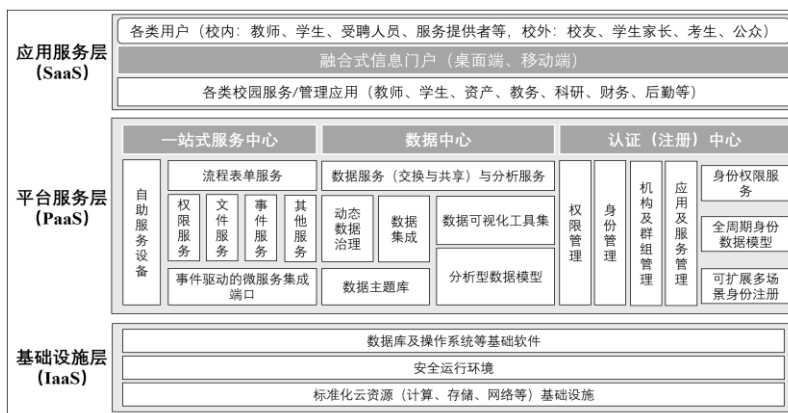 应用服务层
(SaaS)
各类用户（校内：教师、学生、受聘人员、服务提供者等，校外：校友、学生家长、考生、公众）
融合式信息门户（桌面端、移动端）
各类校园服务/管理应用（教师、学生、资产、教务、科研、财务、后勤等）
平台服务层
(PaaS)
一站式服务中心
自助服务设备
流程表单服务
权限服务
文件服务
事件服务
其他服务
事件驱动的微服务集成
端口
数据中心
数据服务（交换与共享）与分析服务
动态
数据
治理
数据
集成
数据可视化工具集
数据主题库
分析型数据模型
认证（注册）中心
权限管理
身份管理
机构及群组管理
应用及服务管理
身份权限服
务
全周期身份
数据模型
可扩展多场
景身份注册
基础设施层
(IaaS)
数据库及操作系统等基础软件
安全运行环境
标准化云资源（计算、存储、网络等）基础设施